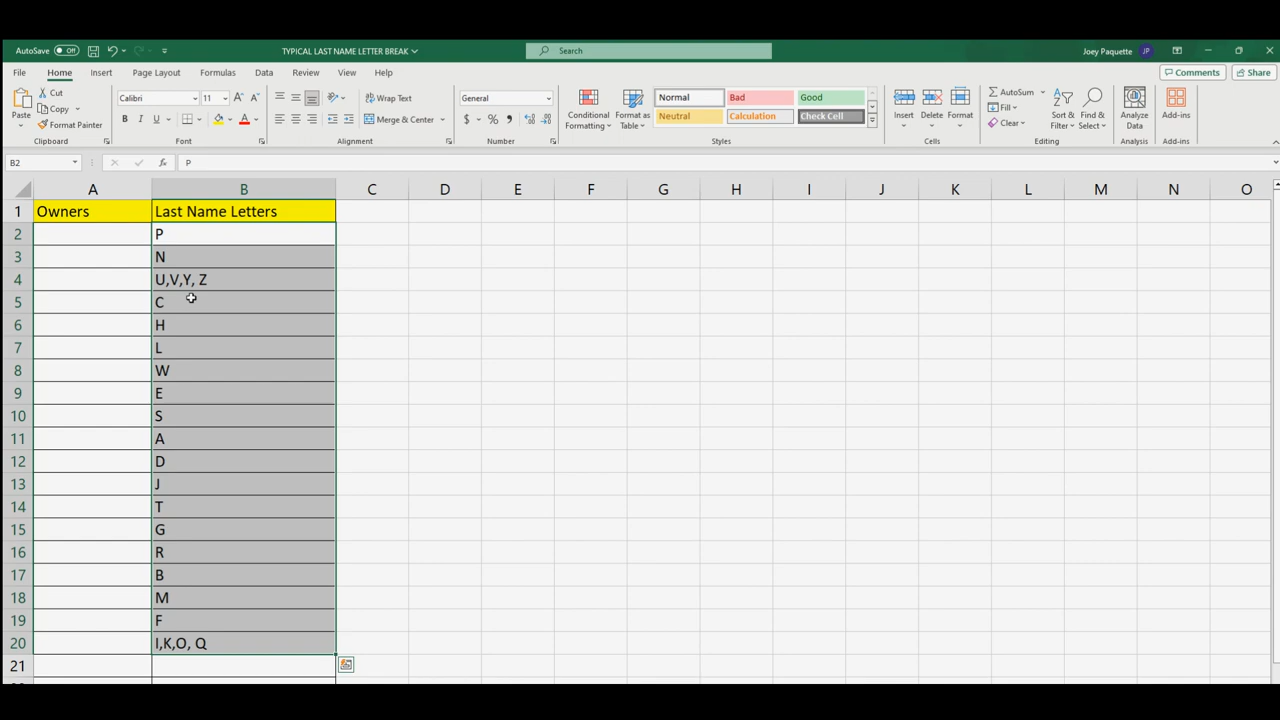 AutoSave Off TYPICAL LAST NAME LETTER BREAK Search Joey Paquette JP
File Home Insert Page Layout Formulas Data Review View Help Comments Share
Paste Cut Copy Format Painter Clipboard
Calibri 11 A A B I U A Font
Wrap Text Merge & Center Alignment
General $ % Number
Conditional Formatting Format as Table Normal Bad Good Neutral Calculation Check Cell Styles
Insert Delete Format Cells
AutoSum Fill Clear Sort & Filter Find & Select Editing
Analyze Data Analysis
Add-ins Add-ins
B2 fx P
A B C D E F G H I J K L M N O
1 Owners Last Name Letters
2 P
3 N
4 U,V,Y, Z
5 C
6 H
7 L
8 W
9 E
10 S
11 A
12 D
13 J
14 T
15 G
16 R
17 B
18 M
19 F
20 I,K,O, Q
21